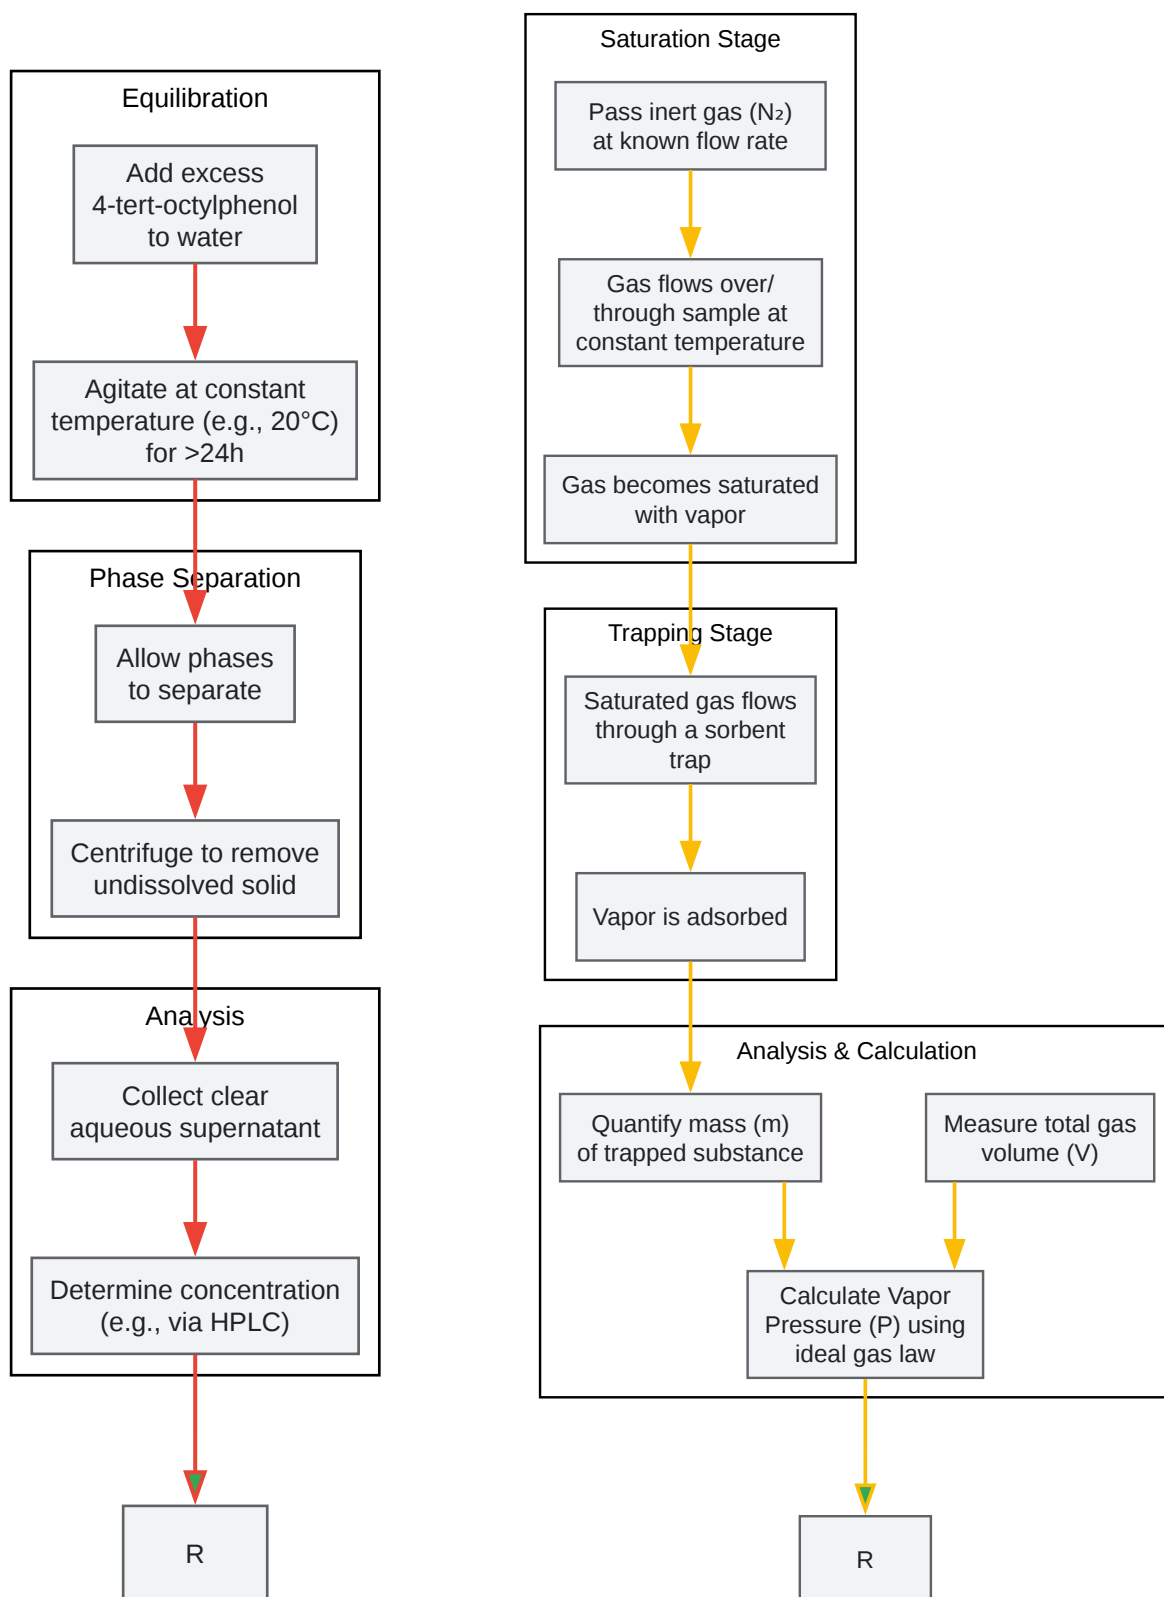 Equilibration
Add excess
4-tert-octylphenol
to water
Agitate at constant
temperature (e.g., 20°C)
for >24h
Phase Separation
Allow phases
to separate
Centrifuge to remove
undissolved solid
Analysis
Collect clear
aqueous supernatant
Determine concentration
(e.g., via HPLC)
R
Saturation Stage
Pass inert gas (N₂)
at known flow rate
Gas flows over/
through sample at
constant temperature
Gas becomes saturated
with vapor
Trapping Stage
Saturated gas flows
through a sorbent
trap
Vapor is adsorbed
Analysis & Calculation
Quantify mass (m)
of trapped substance
Measure total gas
volume (V)
Calculate Vapor
Pressure (P) using
ideal gas law
R